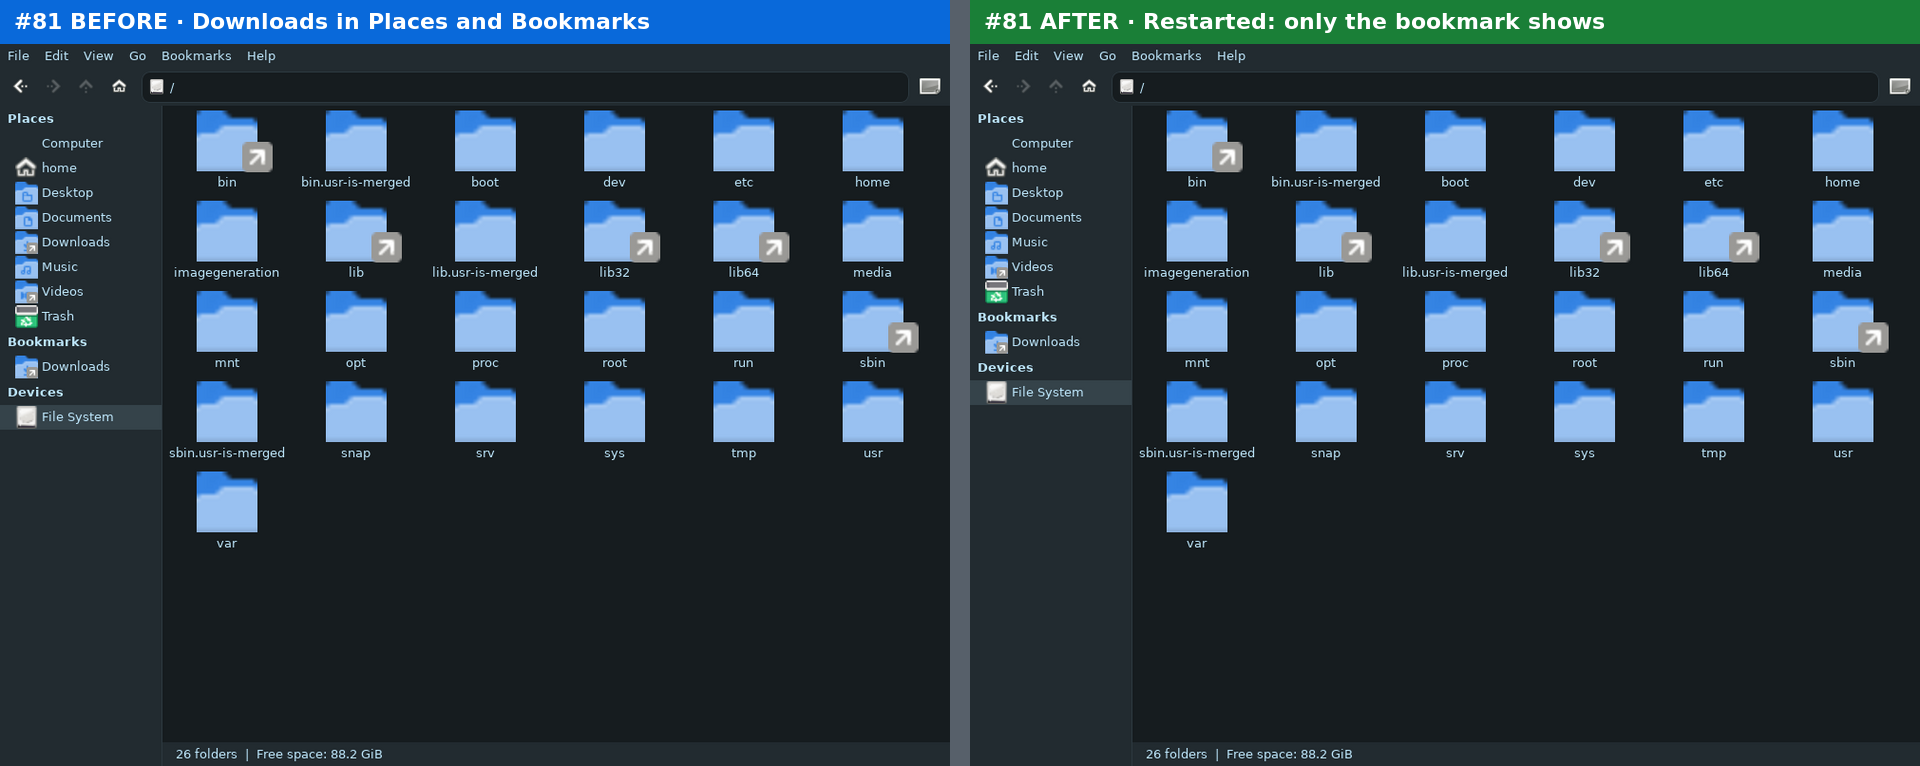 #81 BEFORE · Downloads in Places and Bookmarks
File Edit View Go Bookmarks Help
/
Places
Computer
home
Desktop
Documents
Downloads
Music
Videos
Trash
Bookmarks
Downloads
Devices
File System
bin bin.usr-is-merged boot dev etc home
imagegeneration lib lib.usr-is-merged lib32 lib64 media
mnt opt proc root run sbin
sbin.usr-is-merged snap srv sys tmp usr
var
26 folders | Free space: 88.2 GiB
#81 AFTER · Restarted: only the bookmark shows
File Edit View Go Bookmarks Help
/
Places
Computer
home
Desktop
Documents
Music
Videos
Trash
Bookmarks
Downloads
Devices
File System
bin bin.usr-is-merged boot dev etc home
imagegeneration lib lib.usr-is-merged lib32 lib64 media
mnt opt proc root run sbin
sbin.usr-is-merged snap srv sys tmp usr
var
26 folders | Free space: 88.2 GiB